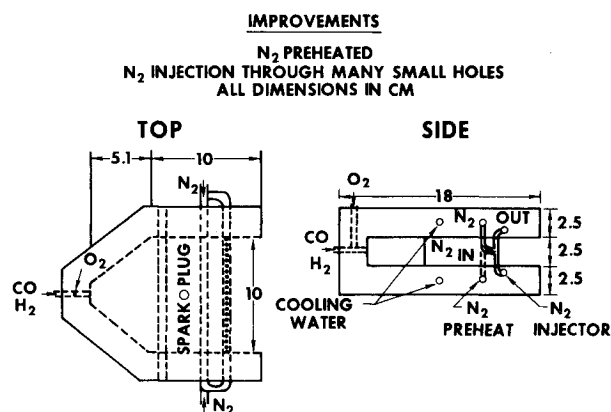 IMPROVEMENTS
N2 PREHEATED
N2 INJECTION THROUGH MANY SMALL HOLES
ALL DIMENSIONS IN CM
TOP
5.1
10
N2
O2
CO
H2
SPARK PLUG
10
N2
SIDE
O2
18
N2
OUT
2.5
CO
H2
N2
IN
2.5
2.5
COOLING
WATER
N2
PREHEAT
N2
INJECTOR